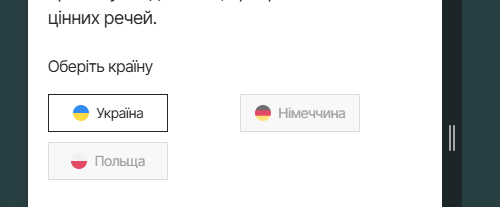 цінних речей.
Оберіть країну
Україна
Німеччина
Польща